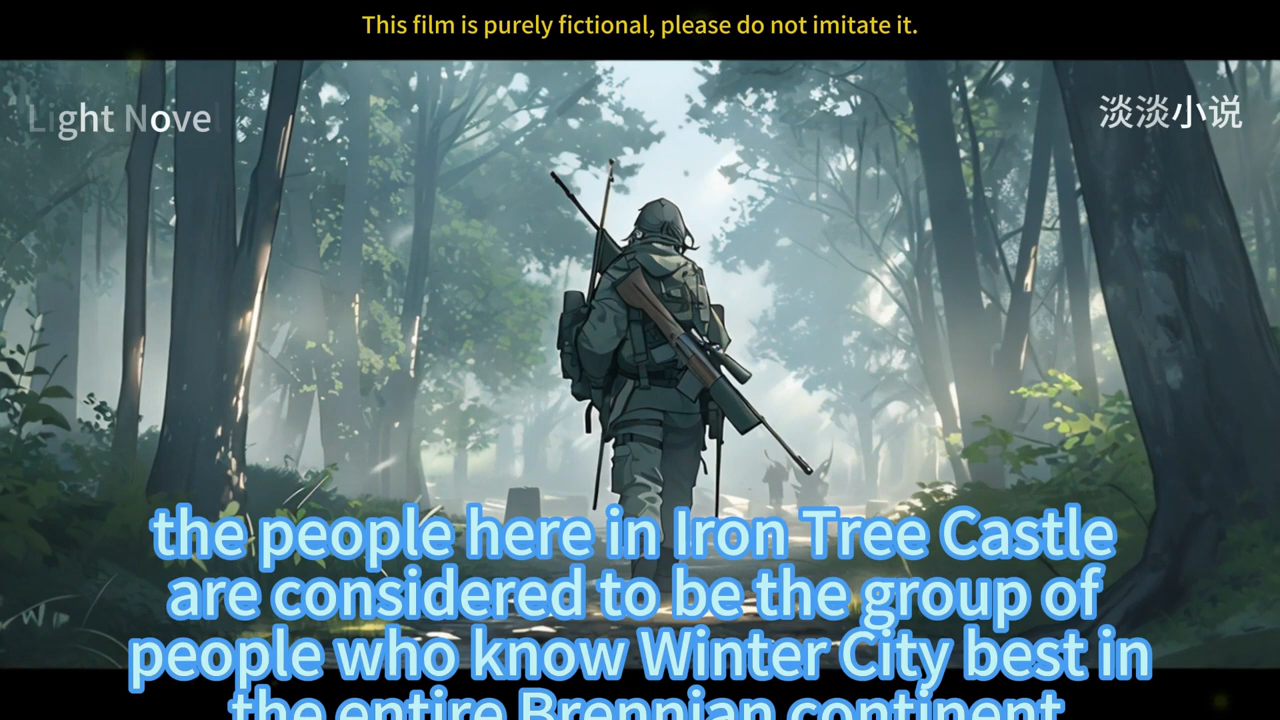 This film is purely fictional, please do not imitate it.
Light Nove
淡淡小说
the people here in Iron Tree Castle
are considered to be the group of
people who know Winter City best in
the entire Brennian continent